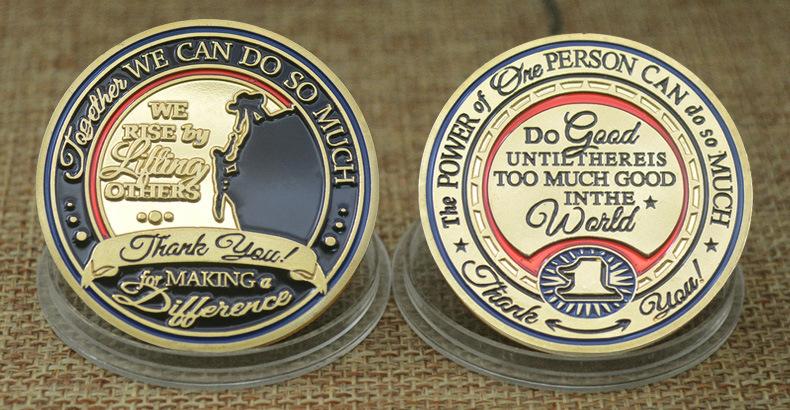 Together WE CAN DO SO MUCH
WE
RISE by
Lifting
OTHERS
Thank You!
for MAKING a
Difference
The POWER of One PERSON CAN do so MUCH
Do Good
UNTILTHEREIS
TOO MUCH GOOD
INTHE
World
Thank You!